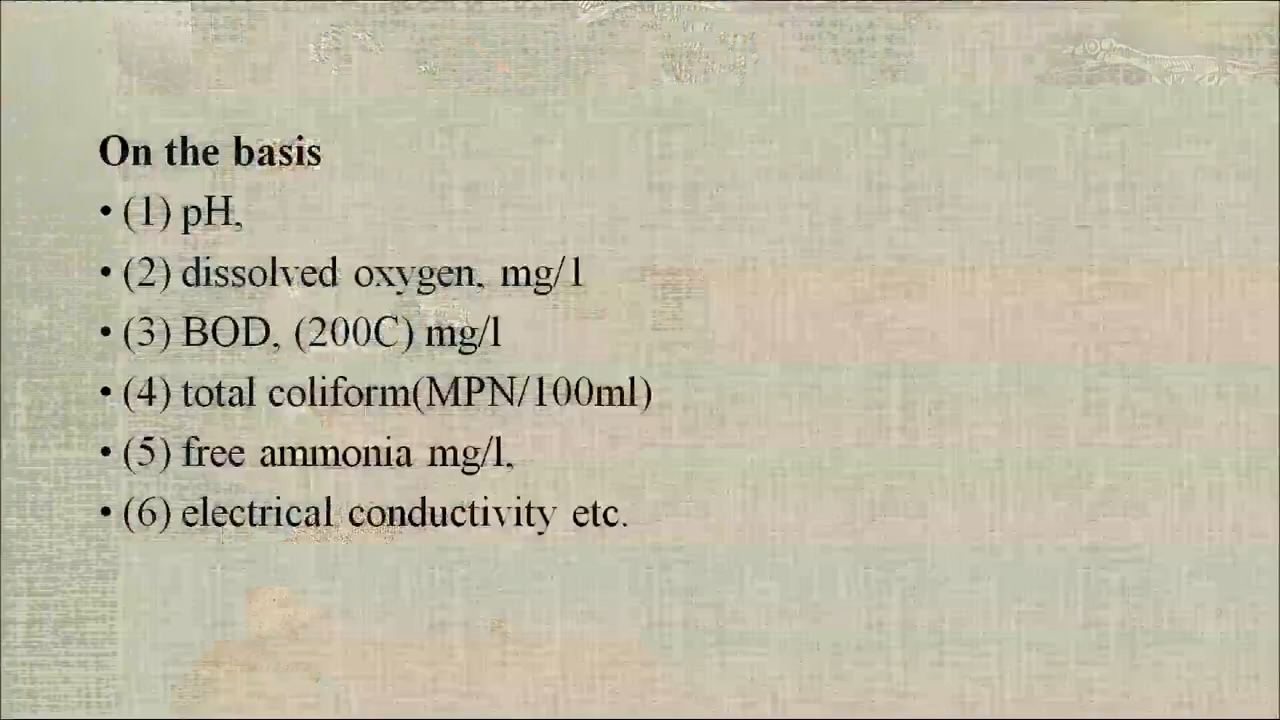 On the basis
• (1) pH,
• (2) dissolved oxygen, mg/l
• (3) BOD, (200C) mg/l
• (4) total coliform(MPN/100ml)
• (5) free ammonia mg/l,
• (6) electrical conductivity etc.